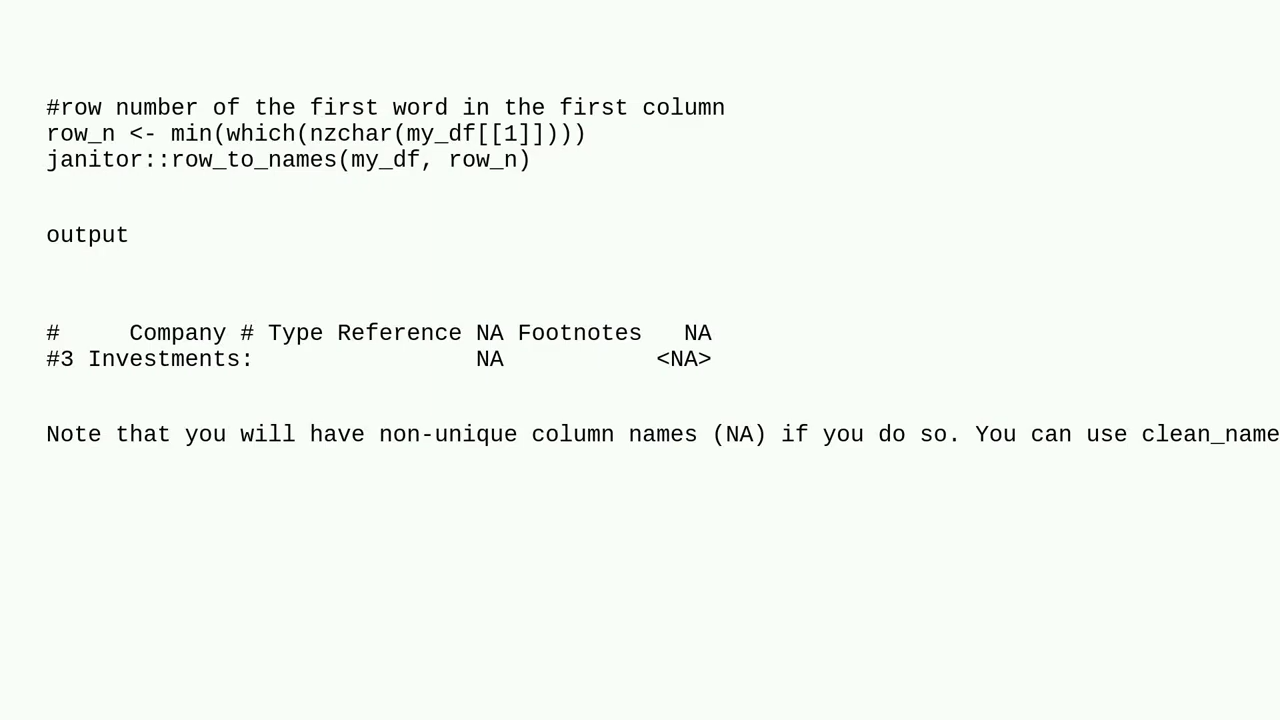 #row number of the first word in the first column
row_n <- min(which(nzchar(my_df[[1]])))
janitor::row_to_names(my_df, row_n)
output
#     Company # Type Reference NA Footnotes   NA
#3 Investments:                NA           <NA>
Note that you will have non-unique column names (NA) if you do so. You can use clean_name